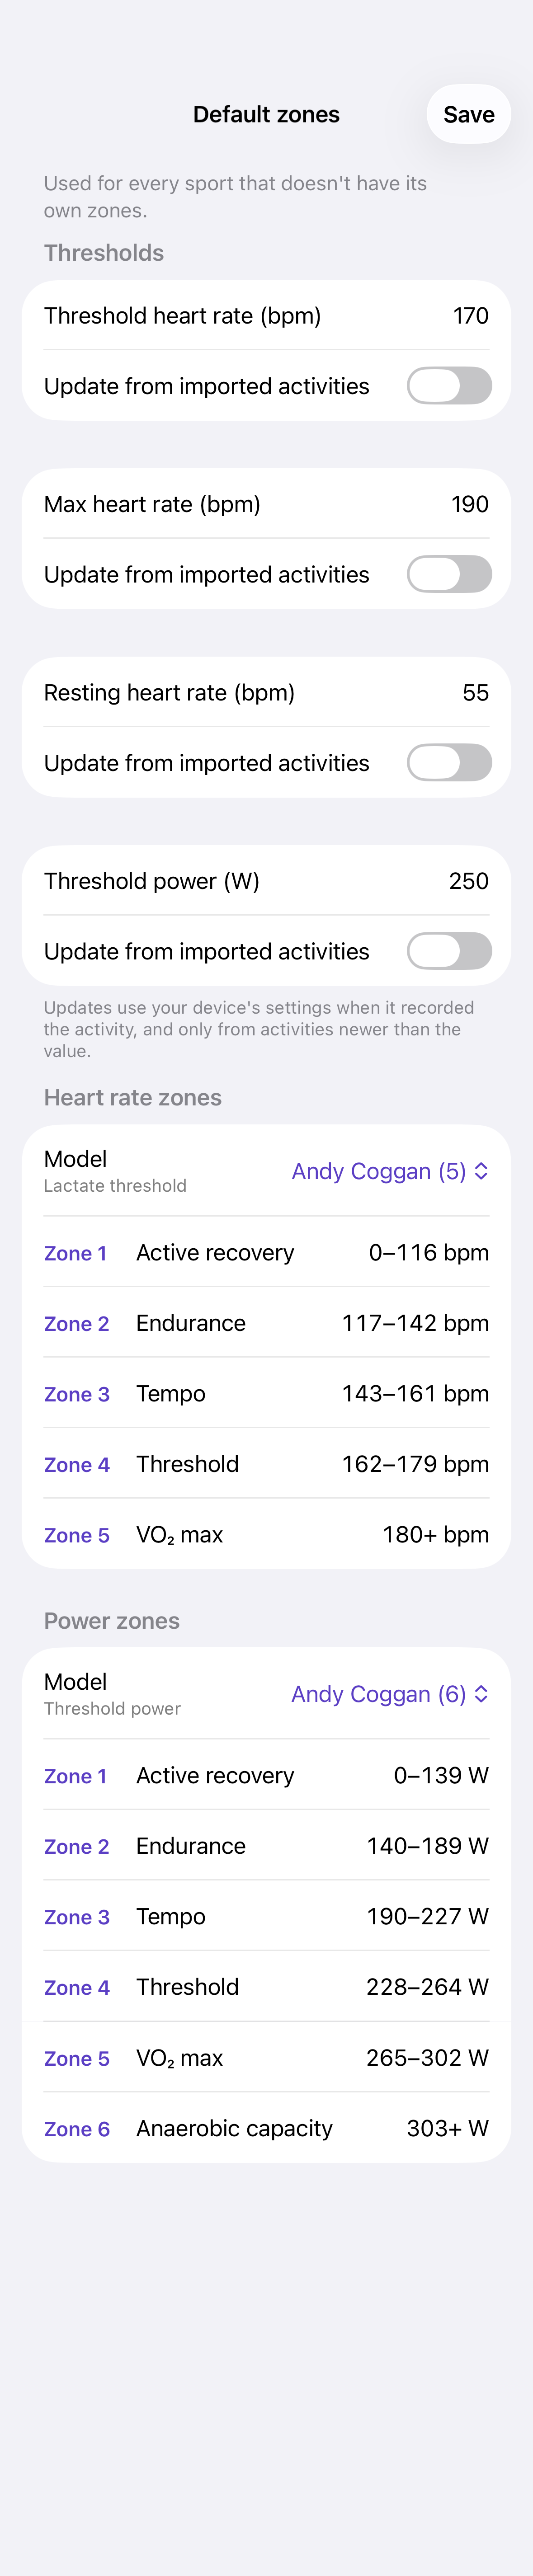 Default zones
Save
Used for every sport that doesn't have its
own zones.
Thresholds
Threshold heart rate (bpm) 170
Update from imported activities
Max heart rate (bpm) 190
Update from imported activities
Resting heart rate (bpm) 55
Update from imported activities
Threshold power (W) 250
Update from imported activities
Updates use your device's settings when it recorded
the activity, and only from activities newer than the
value.
Heart rate zones
Model
Lactate threshold
Andy Coggan (5)
Zone 1 Active recovery 0–116 bpm
Zone 2 Endurance 117–142 bpm
Zone 3 Tempo 143–161 bpm
Zone 4 Threshold 162–179 bpm
Zone 5 VO₂ max 180+ bpm
Power zones
Model
Threshold power
Andy Coggan (6)
Zone 1 Active recovery 0–139 W
Zone 2 Endurance 140–189 W
Zone 3 Tempo 190–227 W
Zone 4 Threshold 228–264 W
Zone 5 VO₂ max 265–302 W
Zone 6 Anaerobic capacity 303+ W